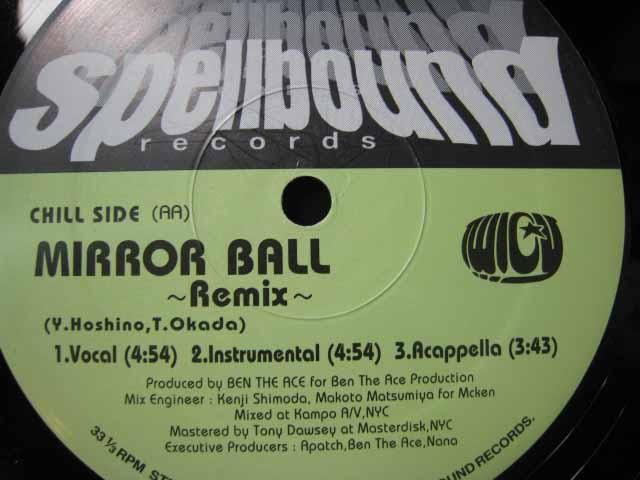 spellbound
spellbound
records
CHILL SIDE (AA)
MIRROR BALL
~Remix~
(Y.Hoshino,T.Okada)
1.Vocal (4:54) 2.Instrumental (4:54) 3.Acappella (3:43)
Produced by BEN THE ACE for Ben The Ace Production
Mix Engineer : Kenji Shimoda, Makoto Matsumiya for Mcken
Mixed at Kampo A/V,NYC
Mastered by Tony Dawsey at Masterdisk,NYC
Executive Producers : Apatch,Ben The Ace,Nana
33 1/3 RPM
RECORDS.